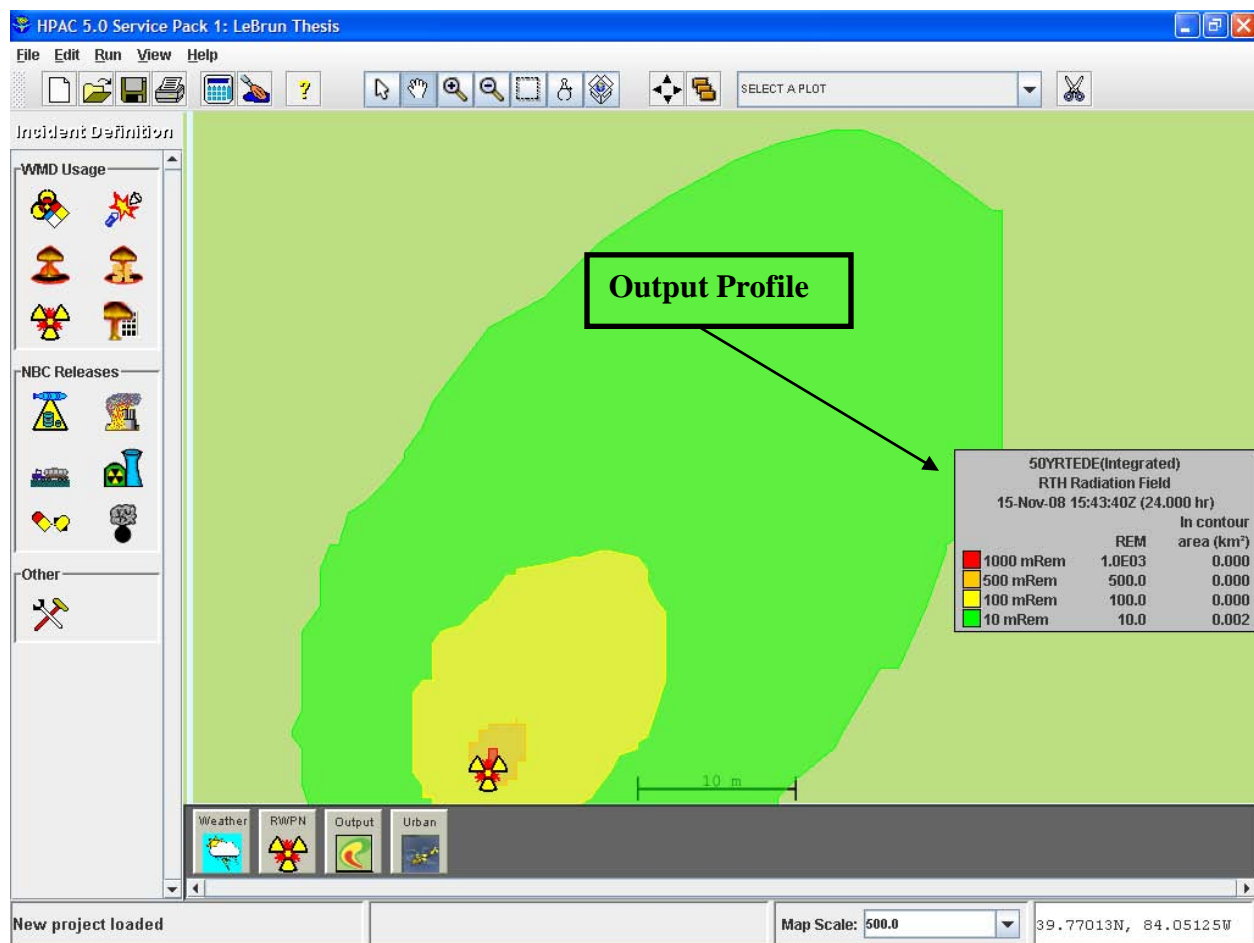 HPAC 5.0 Service Pack 1: LeBrun Thesis
File Edit Run View Help
SELECT A PLOT
Incident Definition
WMD Usage
NBC Releases
Other
Output Profile
50YRTEDE(Integrated)
RTH Radiation Field
15-Nov-08 15:43:40Z (24.000 hr)
In contour
REM area (km²)
1000 mRem 1.0E03 0.000
500 mRem 500.0 0.000
100 mRem 100.0 0.000
10 mRem 10.0 0.002
10 m
Weather RWPN Output Urban
New project loaded
Map Scale: 500.0
39.77013N, 84.05125W